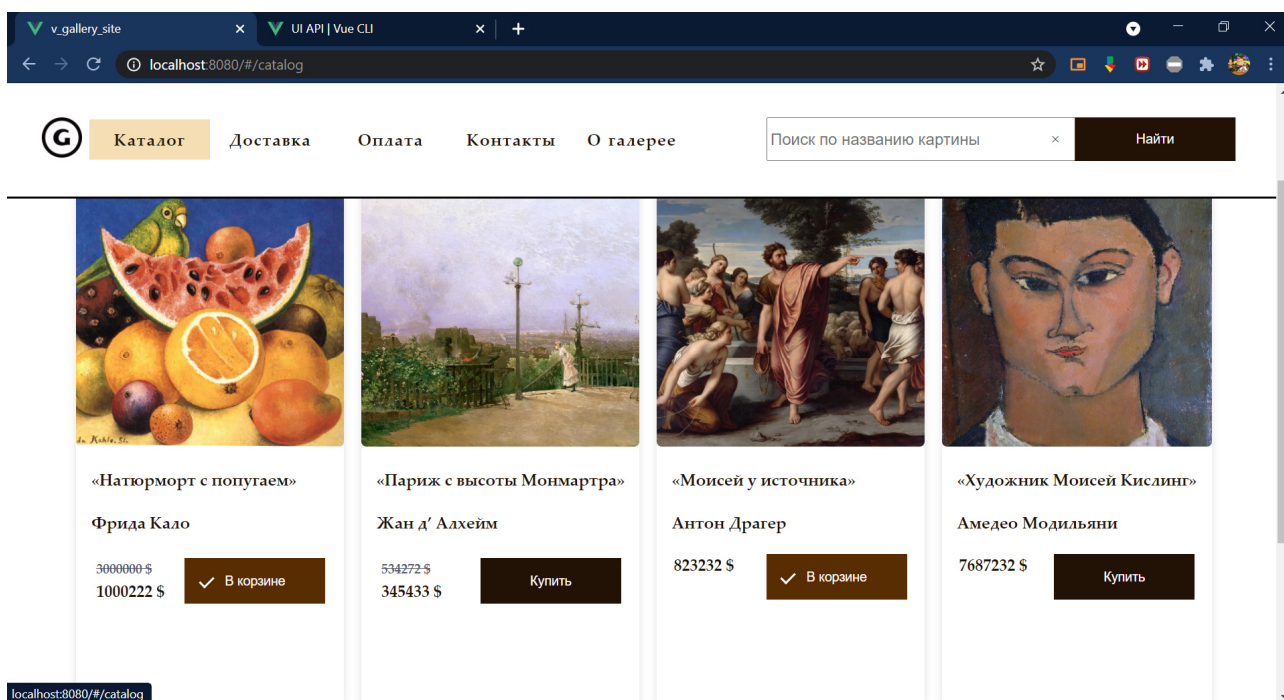 v_gallery_site
UI API | Vue CLI
localhost:8080/#/catalog
G
Каталог
Доставка
Оплата
Контакты
О галерее
Поиск по названию картины
Найти
«Натюрморт с попугаем»
Фрида Кало
3000000 $
1000222 $
В корзине
«Париж с высоты Монмартра»
Жан д’ Алхейм
534272 $
345433 $
Купить
«Моисей у источника»
Антон Драгер
823232 $
В корзине
«Художник Моисей Кислинг»
Амедео Модильяни
7687232 $
Купить
localhost:8080/#/catalog